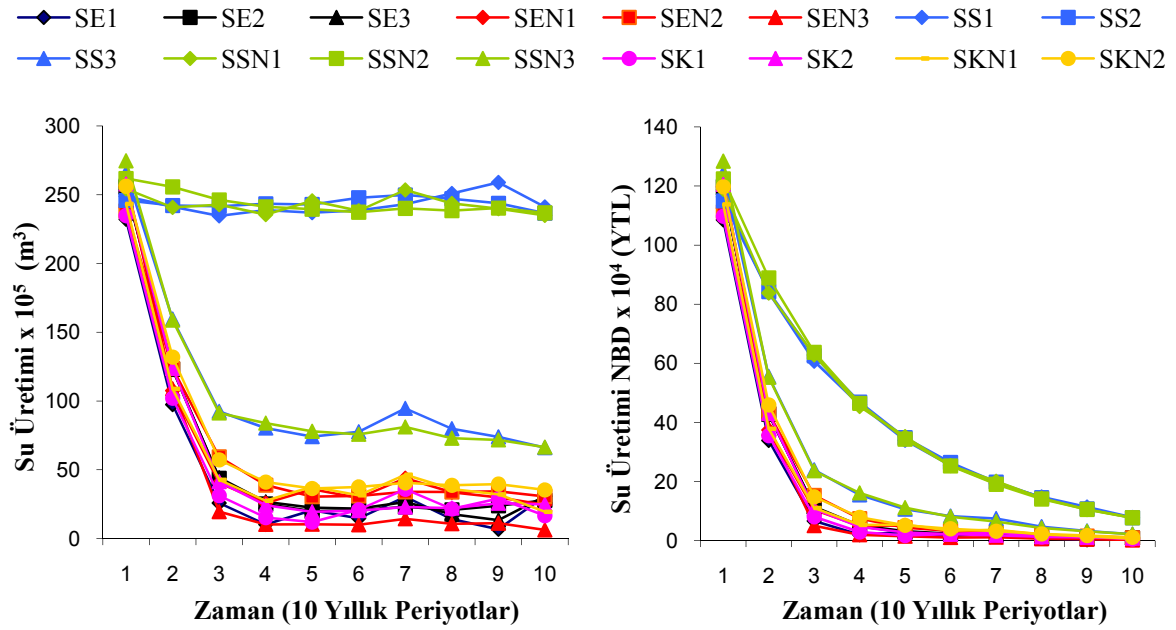 SE1 SE2 SE3 SEN1 SEN2 SEN3 SS1 SS2
SS3 SSN1 SSN2 SSN3 SK1 SK2 SKN1 SKN2
Su Üretimi x 10⁵ (m³)
300
250
200
150
100
50
0
1 2 3 4 5 6 7 8 9 10
Zaman (10 Yıllık Periyotlar)
Su Üretimi NBD x 10⁴ (YTL)
140
120
100
80
60
40
20
0
1 2 3 4 5 6 7 8 9 10
Zaman (10 Yıllık Periyotlar)